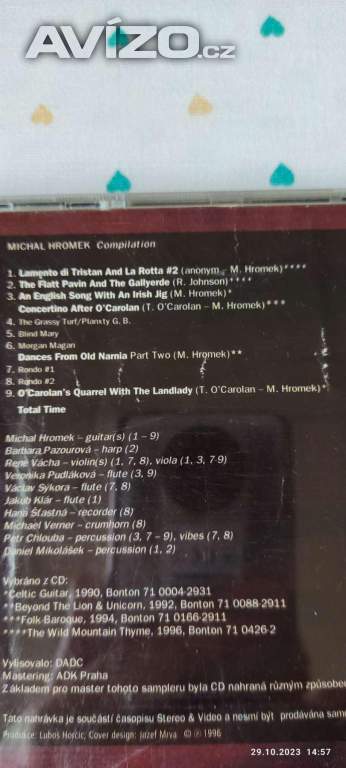 AVÍZO.cz
MICHAL HROMEK Compilation
1. Lamento di Tristan And La Rotta #2 (anonym – M. Hromek)****
2. The Flatt Pavin And The Gallyerde (R. Johnson)****
3. An English Song With An Irish Jig (M. Hromek)*
Concertino After O'Carolan (T. O'Carolan – M. Hromek)***
4. The Grassy Turf/Planxty G. B.
5. Blind Mary
6. Morgan Magan
Dances From Old Narnia Part Two (M. Hromek)**
7. Rondo #1
8. Rondo #2
9. O'Carolan's Quarrel With The Landlady (T. O'Carolan – M. Hromek)*
Total Time
Michal Hromek – guitar(s) (1 – 9)
Barbara Pazourová – harp (2)
René Vácha – violin(s) (1, 7, 8), viola (1, 3, 7-9)
Veronika Pudláková – flute (3, 9)
Václav Sýkora – flute (7, 8)
Jakub Klár – flute (1)
Hana Šťastná – recorder (8)
Michael Verner – crumhorn (8)
Petr Chlouba – percussion (3, 7 – 9), vibes (7, 8)
Daniel Mikolášek – percussion (1, 2)
Vybráno z CD:
*Celtic Guitar, 1990, Bonton 71 0004-2931
**Beyond The Lion & Unicorn, 1992, Bonton 71 0088-2911
***Folk Baroque, 1994, Bonton 71 0166-2911
****The Wild Mountain Thyme, 1996, Bonton 71 0426-2
Vylisovalo: DADC
Mastering: ADK Praha
Základem pro master tohoto sampleru byla CD nahraná různým způsobem
Tato nahrávka je součástí časopisu Stereo & Video a nesmí být prodávána sam
Produkce: Luboš Horčic, Cover design: Jozef Mrva © ℗ 1996
29.10.2023 14:57